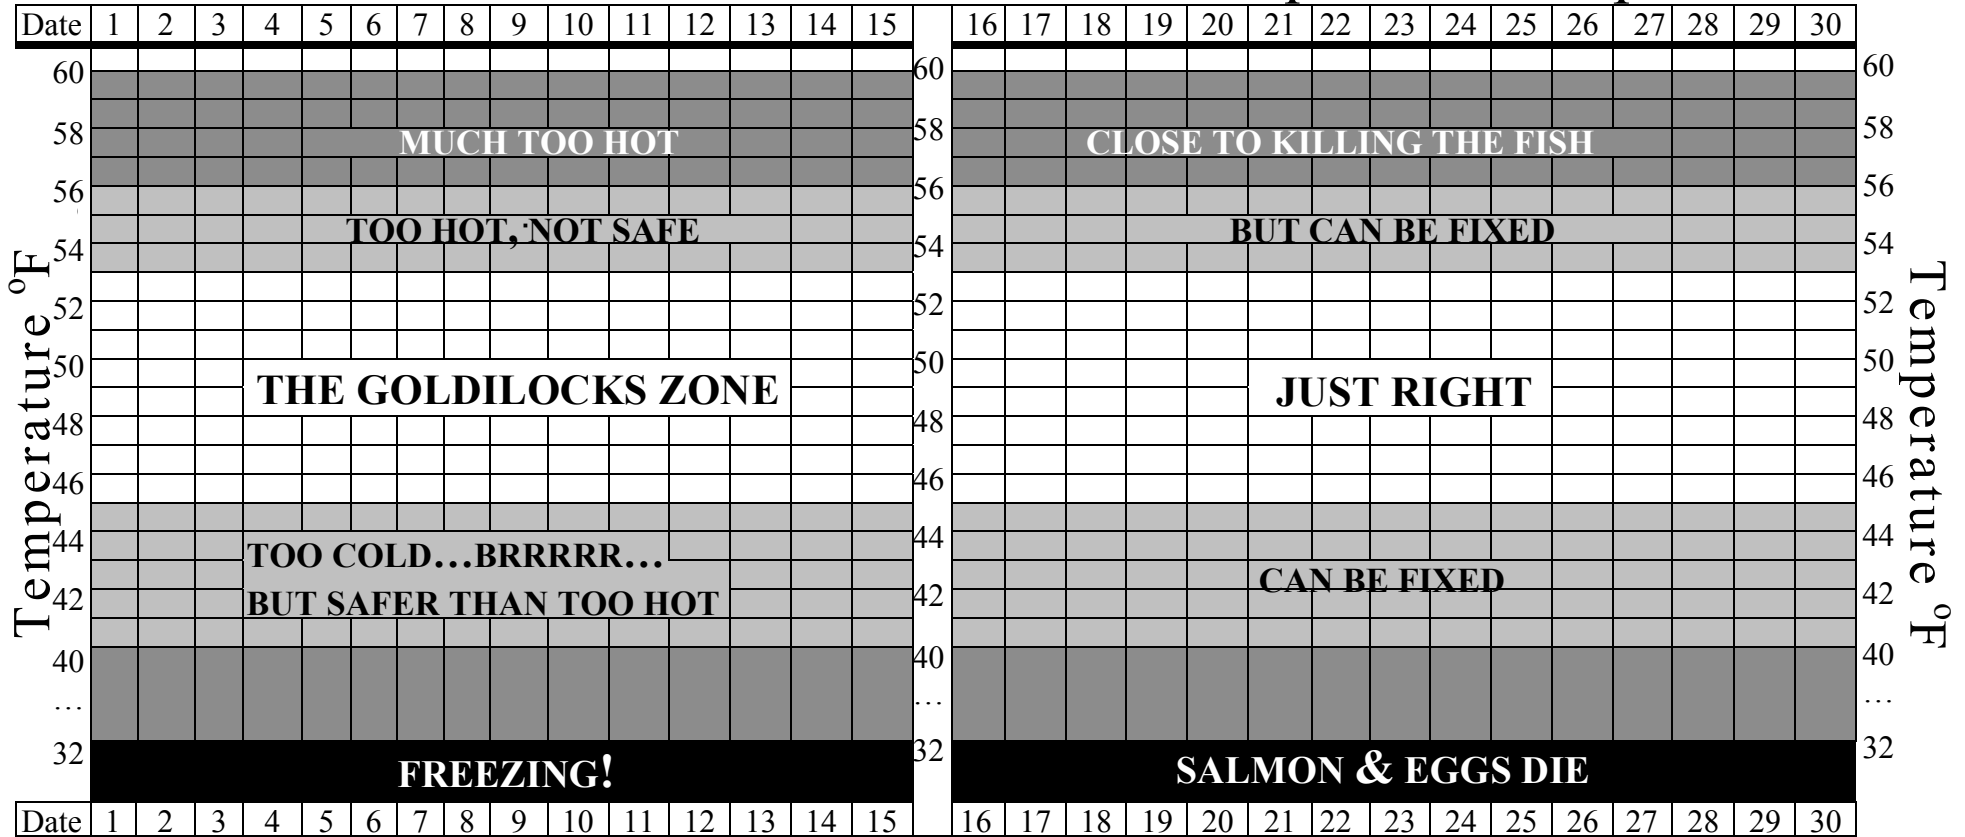 Date 1 2 3 4 5 6 7 8 9 10 11 12 13 14 15 16 17 18 19 20 21 22 23 24 25 26 27 28 29 30
60 60 60
58 MUCH TOO HOT 58 CLOSE TO KILLING THE FISH 58
56 56 56
TOO HOT, NOT SAFE BUT CAN BE FIXED
54 54 54
52 52 52
50 50 50
THE GOLDILOCKS ZONE JUST RIGHT
48 48 48
46 46 46
44 44 44
TOO COLD...BRRRRR...
CAN BE FIXED
42 42 42
BUT SAFER THAN TOO HOT
40 40 40
... ... ...
32 32 32
FREEZING! SALMON & EGGS DIE
Date 1 2 3 4 5 6 7 8 9 10 11 12 13 14 15 16 17 18 19 20 21 22 23 24 25 26 27 28 29 30
Temperature °F
Temperature °F